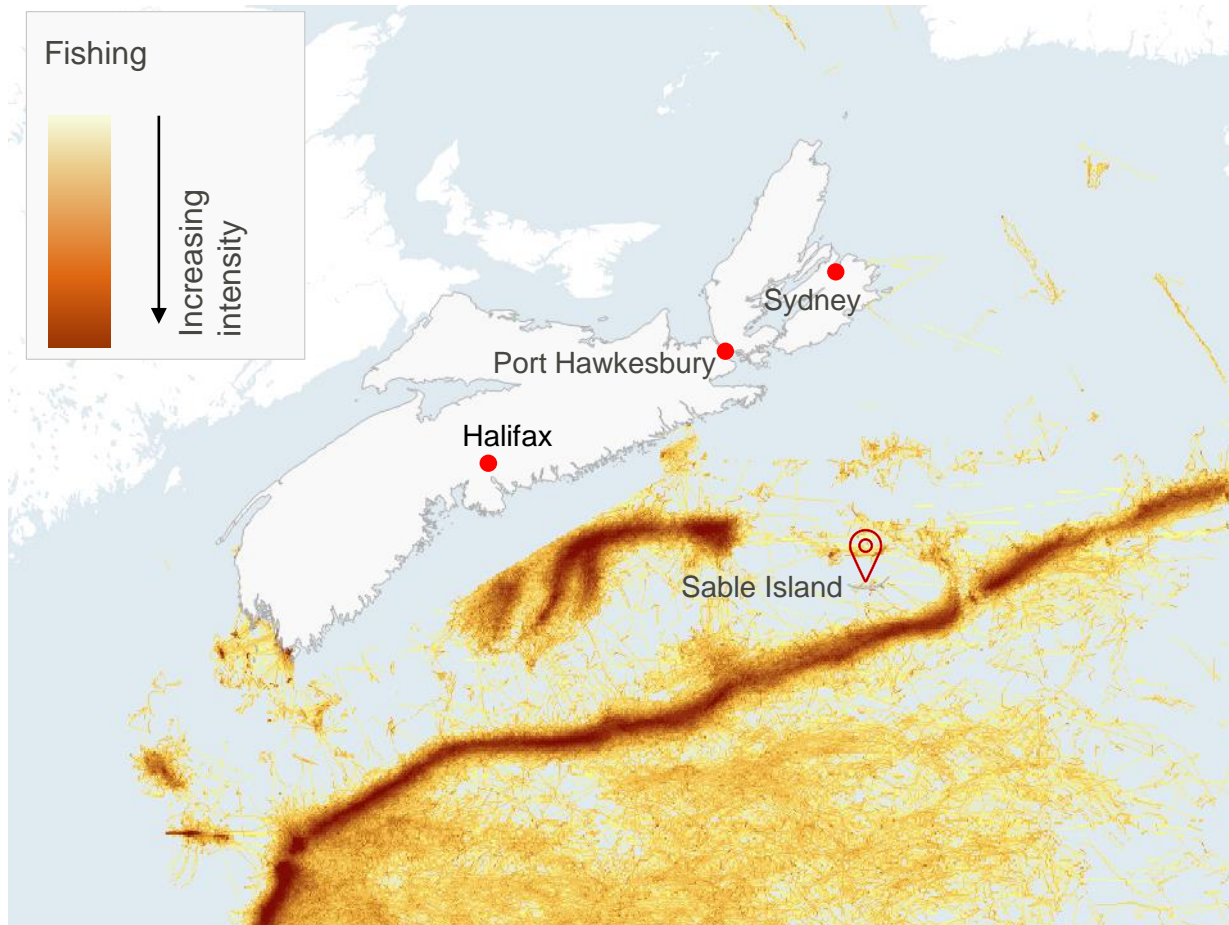 Fishing
Increasing
intensity
Sydney
Port Hawkesbury
Halifax
Sable Island